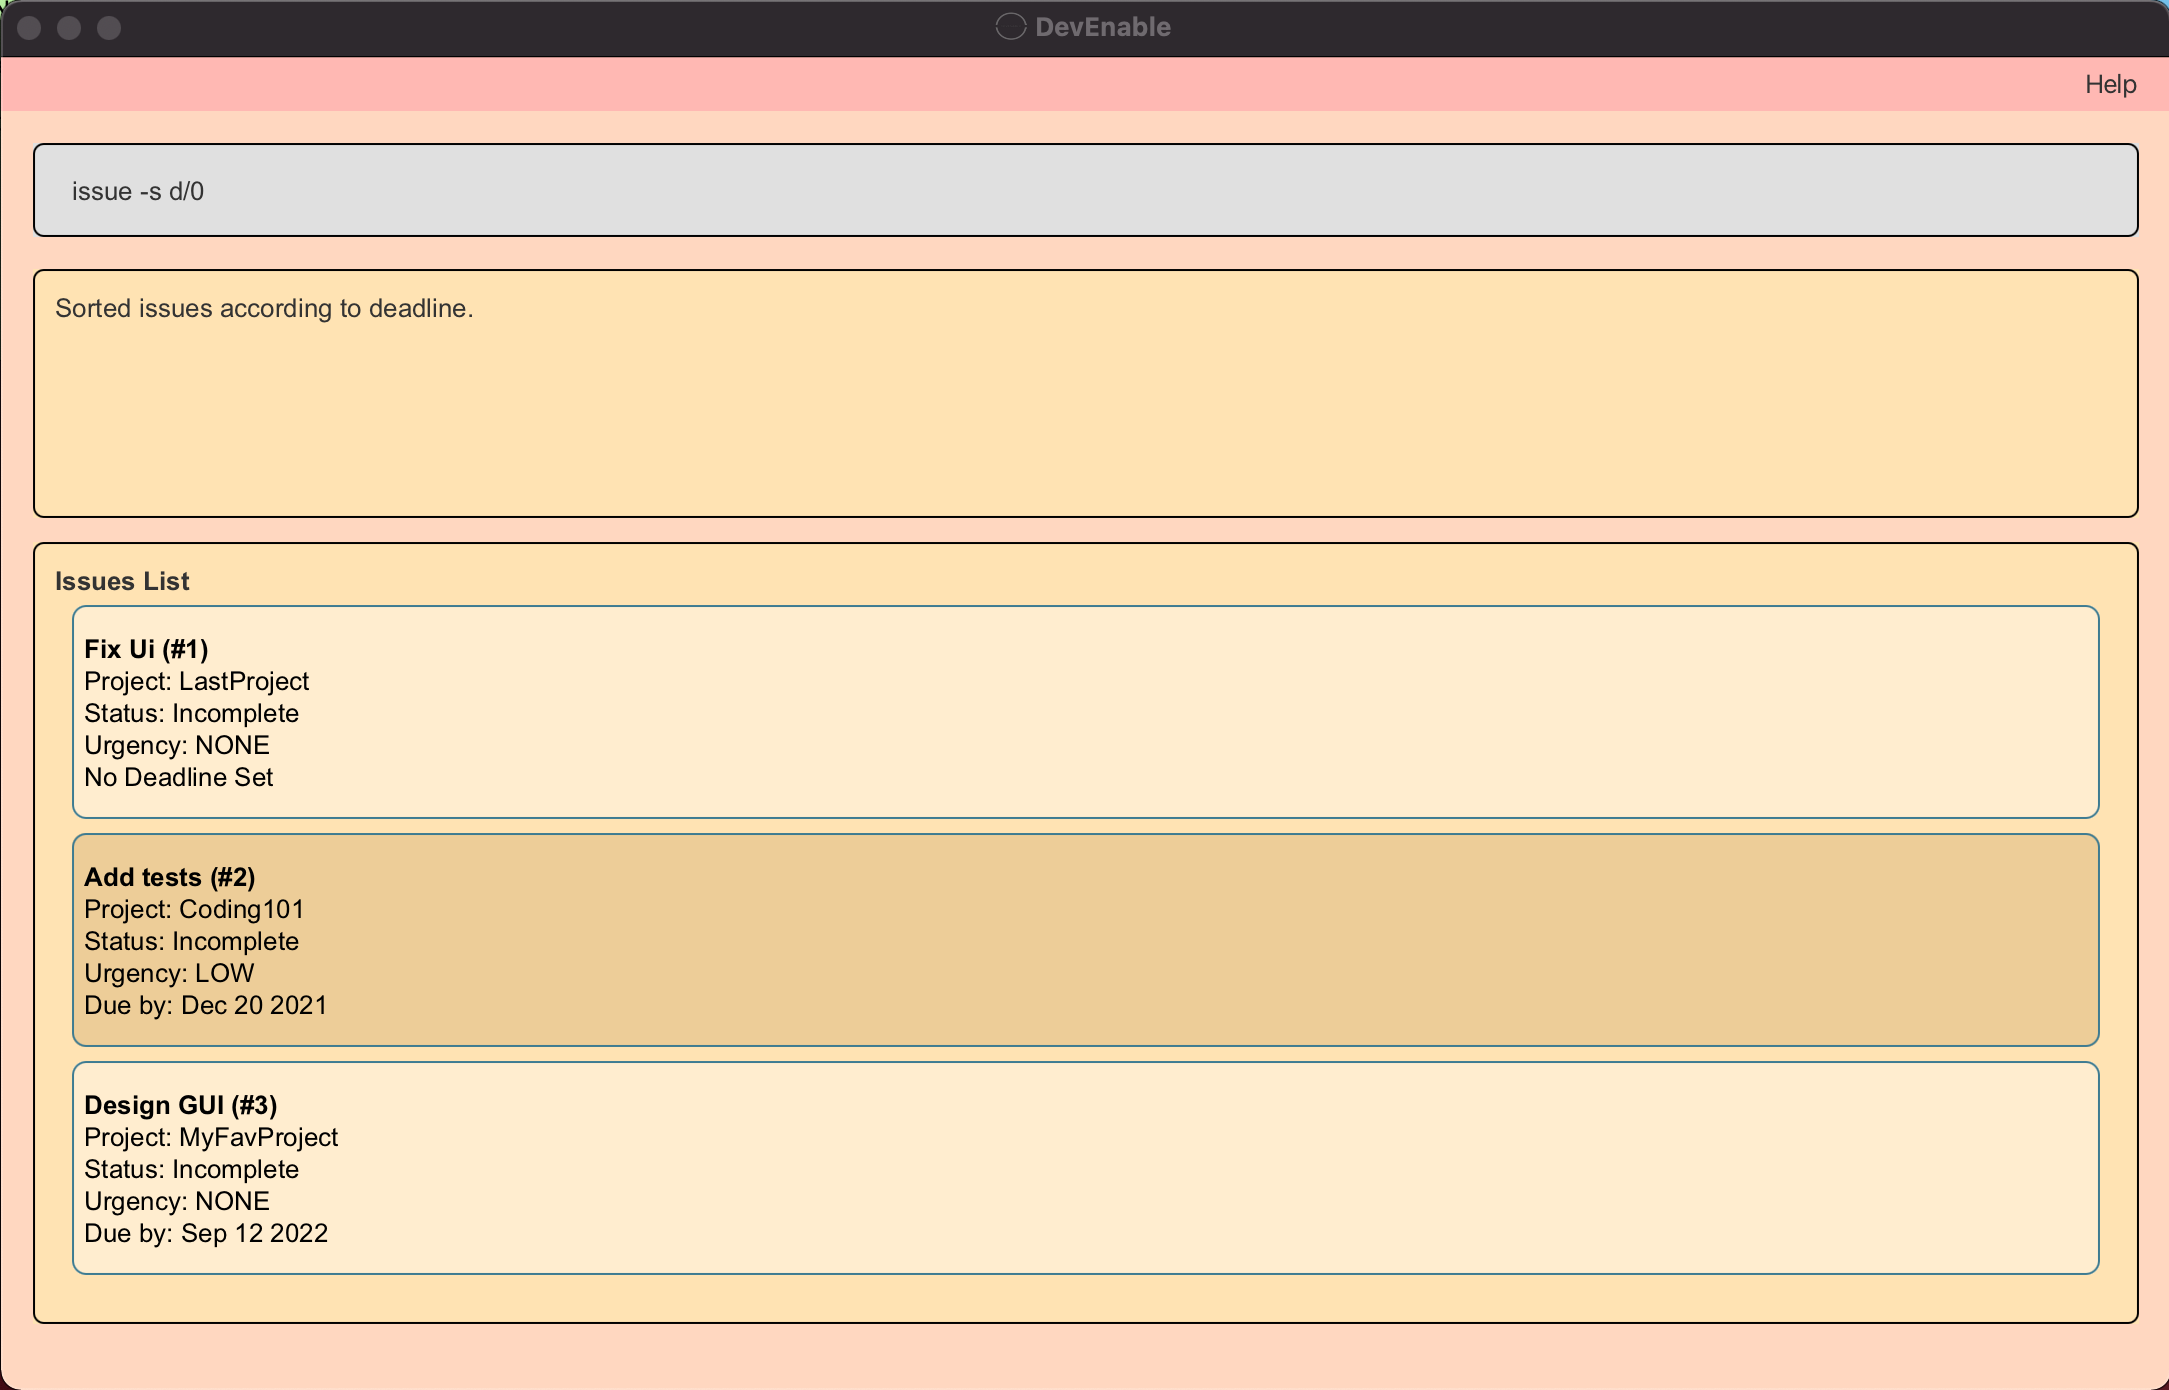 DevEnable
Help
issue -s d/0
Sorted issues according to deadline.
Issues List
Fix Ui (#1)
Project: LastProject
Status: Incomplete
Urgency: NONE
No Deadline Set
Add tests (#2)
Project: Coding101
Status: Incomplete
Urgency: LOW
Due by: Dec 20 2021
Design GUI (#3)
Project: MyFavProject
Status: Incomplete
Urgency: NONE
Due by: Sep 12 2022